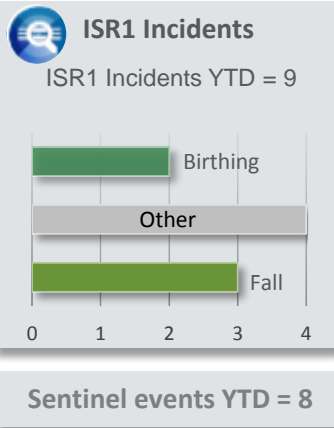 ISR1 Incidents
ISR1 Incidents YTD = 9
Birthing
Other
Fall
0 1 2 3 4
Sentinel events YTD = 8